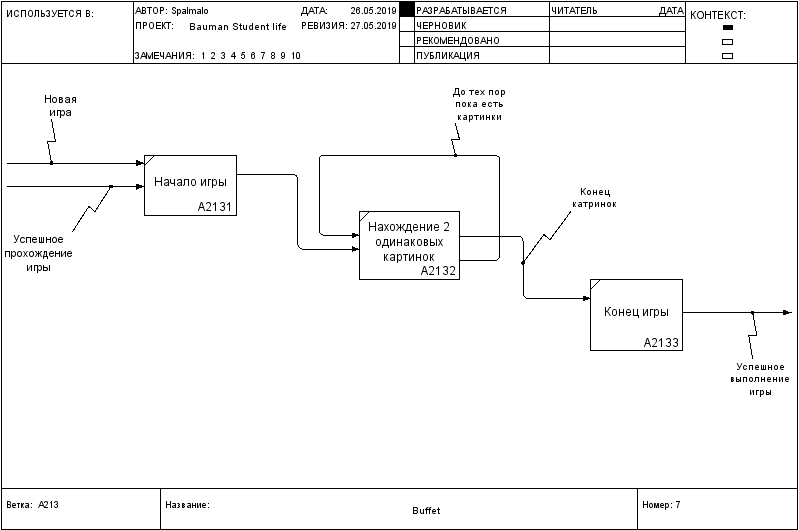 ИСПОЛЬЗУЕТСЯ В:
АВТОР: Spalmalo
ДАТА: 26.05.2019
ПРОЕКТ: Bauman Student life
РЕВИЗИЯ: 27.05.2019
ЗАМЕЧАНИЯ: 1 2 3 4 5 6 7 8 9 10
РАЗРАБАТЫВАЕТСЯ
ЧЕРНОВИК
РЕКОМЕНДОВАНО
ПУБЛИКАЦИЯ
ЧИТАТЕЛЬ
ДАТА
КОНТЕКСТ:
Новая
игра
До тех пор
пока есть
картинки
Начало игры
A2131
Конец
катринок
Нахождение 2
одинаковых
картинок
A2132
Успешное
прохождение
игры
Конец игры
A2133
Успешное
выполнение
игры
Ветка: A213
Название:
Buffet
Номер: 7